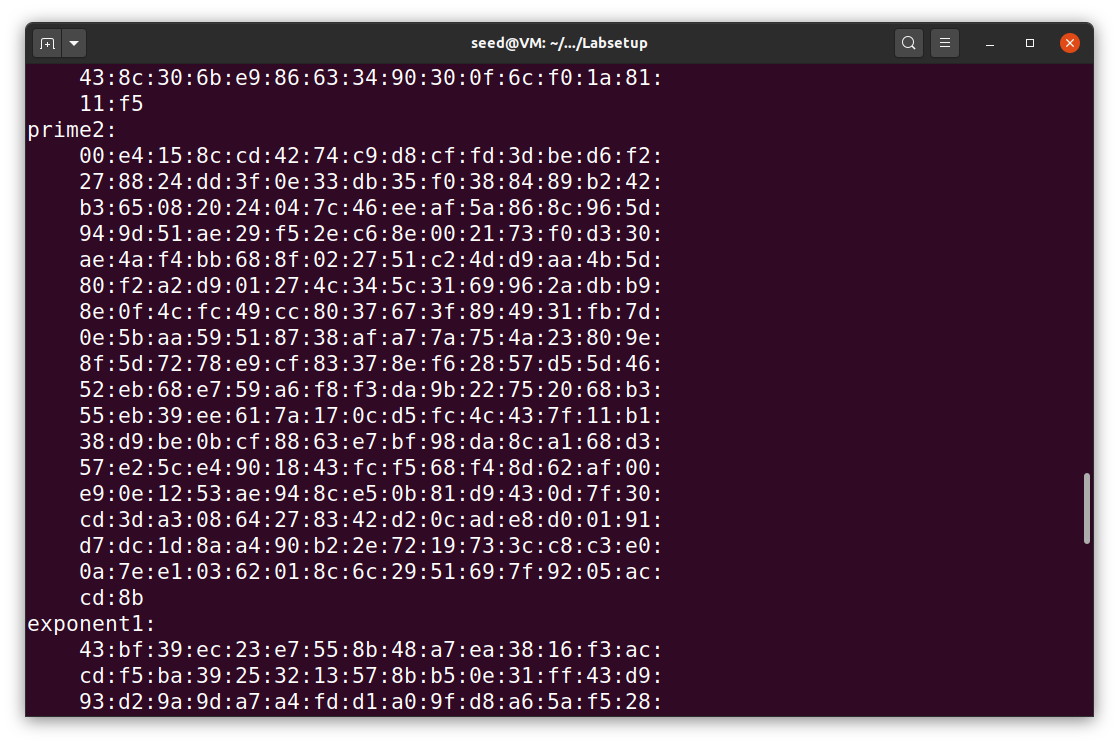 seed@VM: ~/.../Labsetup
43:8c:30:6b:e9:86:63:34:90:30:0f:6c:f0:1a:81:
11:f5
prime2:
00:e4:15:8c:cd:42:74:c9:d8:cf:fd:3d:be:d6:f2:
27:88:24:dd:3f:0e:33:db:35:f0:38:84:89:b2:42:
b3:65:08:20:24:04:7c:46:ee:af:5a:86:8c:96:5d:
94:9d:51:ae:29:f5:2e:c6:8e:00:21:73:f0:d3:30:
ae:4a:f4:bb:68:8f:02:27:51:c2:4d:d9:aa:4b:5d:
80:f2:a2:d9:01:27:4c:34:5c:31:69:96:2a:db:b9:
8e:0f:4c:fc:49:cc:80:37:67:3f:89:49:31:fb:7d:
0e:5b:aa:59:51:87:38:af:a7:7a:75:4a:23:80:9e:
8f:5d:72:78:e9:cf:83:37:8e:f6:28:57:d5:5d:46:
52:eb:68:e7:59:a6:f8:f3:da:9b:22:75:20:68:b3:
55:eb:39:ee:61:7a:17:0c:d5:fc:4c:43:7f:11:b1:
38:d9:be:0b:cf:88:63:e7:bf:98:da:8c:a1:68:d3:
57:e2:5c:e4:90:18:43:fc:f5:68:f4:8d:62:af:00:
e9:0e:12:53:ae:94:8c:e5:0b:81:d9:43:0d:7f:30:
cd:3d:a3:08:64:27:83:42:d2:0c:ad:e8:d0:01:91:
d7:dc:1d:8a:a4:90:b2:2e:72:19:73:3c:c8:c3:e0:
0a:7e:e1:03:62:01:8c:6c:29:51:69:7f:92:05:ac:
cd:8b
exponent1:
43:bf:39:ec:23:e7:55:8b:48:a7:ea:38:16:f3:ac:
cd:f5:ba:39:25:32:13:57:8b:b5:0e:31:ff:43:d9:
93:d2:9a:9d:a7:a4:fd:d1:a0:9f:d8:a6:5a:f5:28: